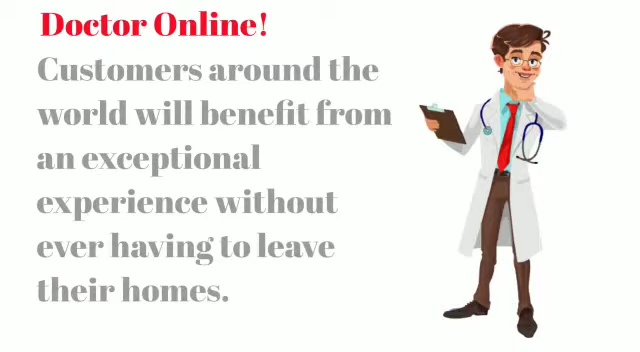 Doctor Online!
Customers around the
world will benefit from
an exceptional
experience without
ever having to leave
their homes.